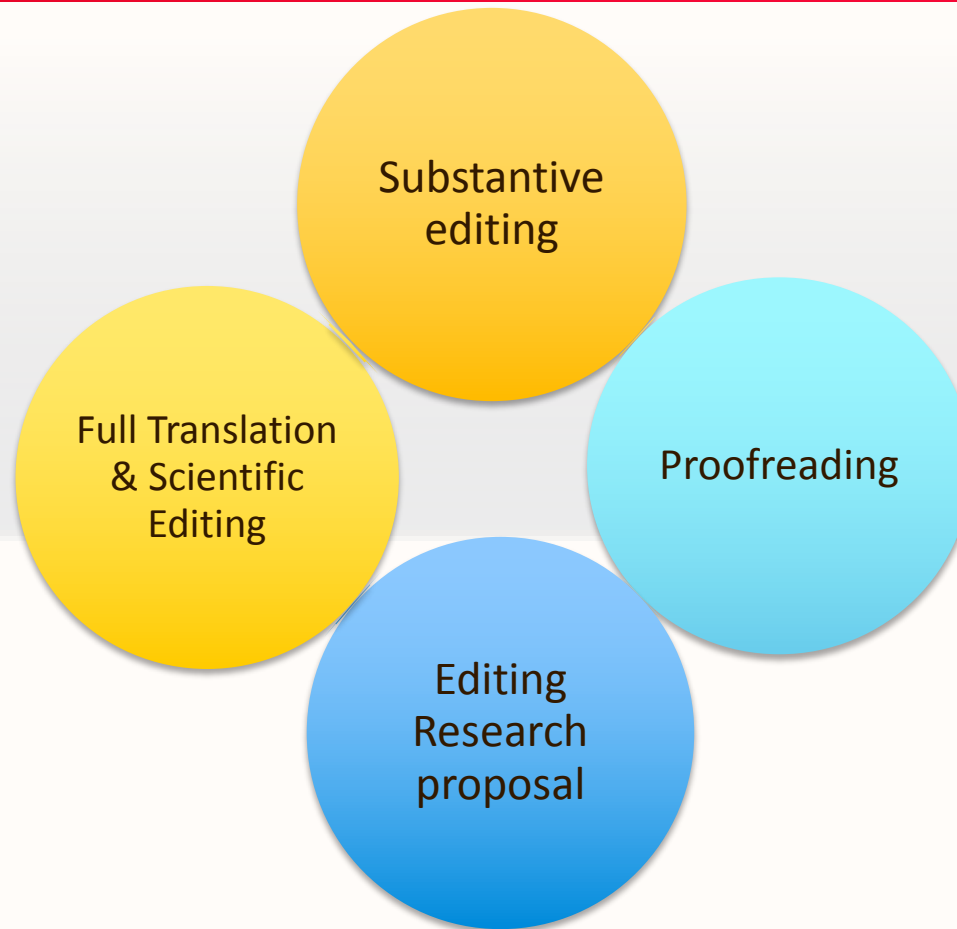 Substantive
editing
Full Translation
& Scientific
Editing
Proofreading
Editing
Research
proposal